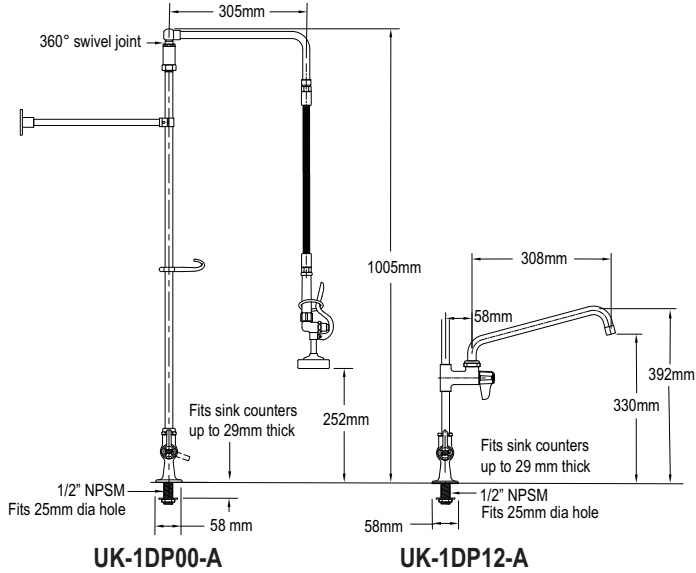 305mm
360° swivel joint
1005mm
308mm
58mm
392mm
330mm
252mm
Fits sink counters
up to 29mm thick
Fits sink counters
up to 29 mm thick
1/2” NPSM
Fits 25mm dia hole
58 mm
1/2” NPSM
Fits 25mm dia hole
58mm
UK-1DP00-A
UK-1DP12-A